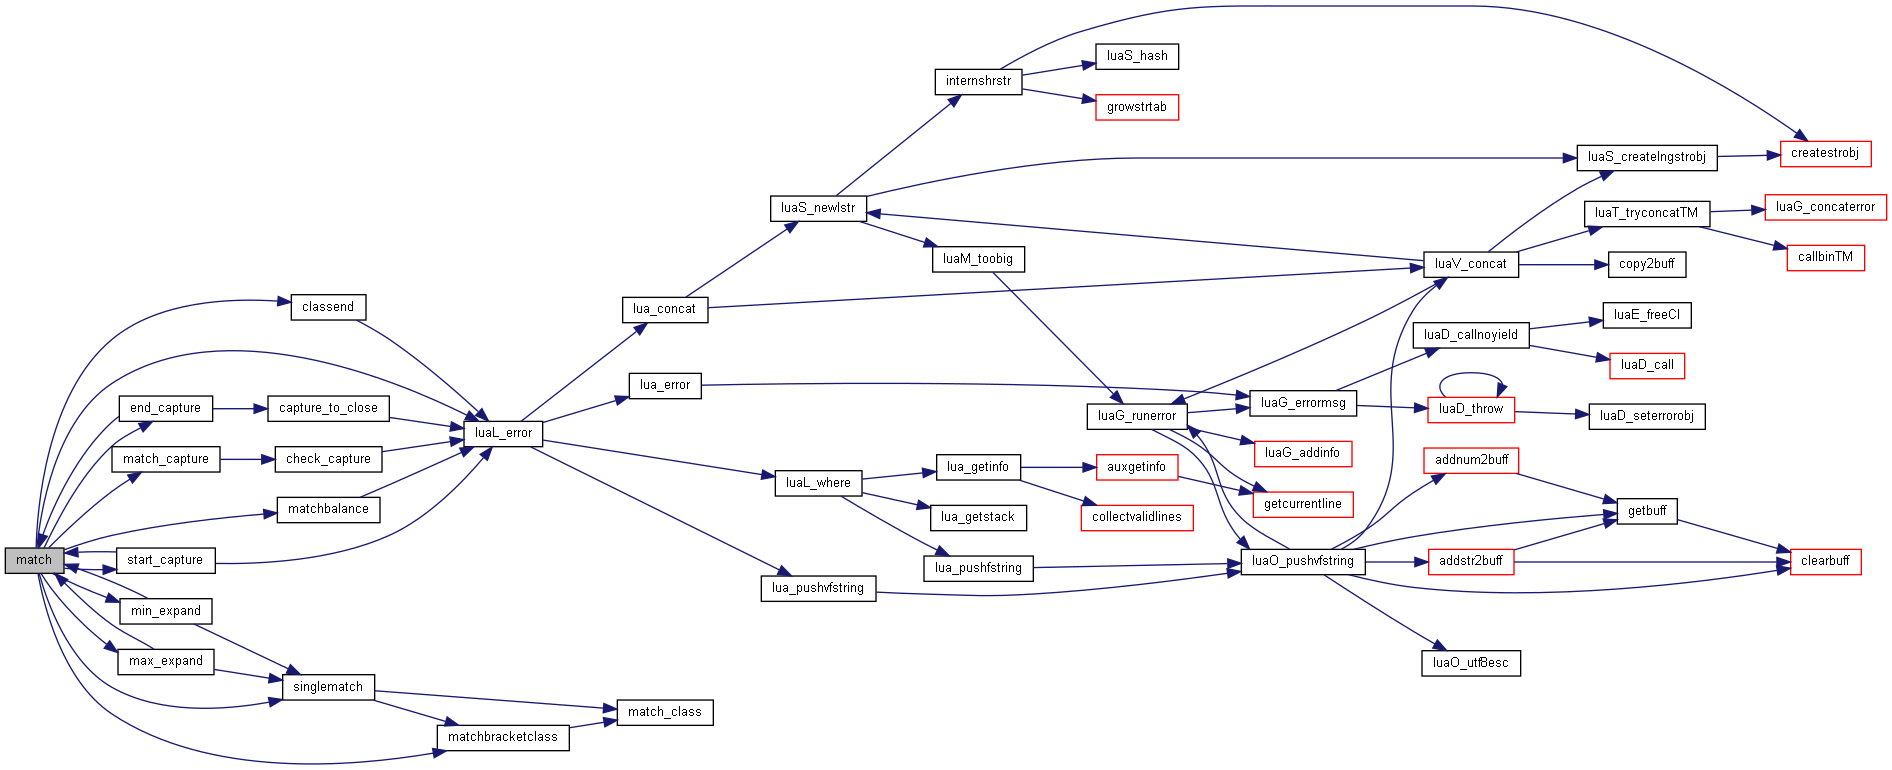 match
classend
end_capture
match_capture
start_capture
min_expand
max_expand
capture_to_close
check_capture
matchbalance
singlematch
matchbracketclass
luaL_error
match_class
lua_concat
lua_error
luaL_where
lua_pushvfstring
luaS_newlstr
internshrstr
luaM_toobig
lua_getinfo
lua_getstack
lua_pushfstring
luaS_hash
growstrtab
luaG_runerror
auxgetinfo
collectvalidlines
luaG_errormsg
luaG_addinfo
getcurrentline
luaO_pushvfstring
luaV_concat
luaD_callnoyield
luaD_throw
addnum2buff
addstr2buff
luaO_utf8esc
luaS_createlngstrobj
luaT_tryconcatTM
copy2buff
luaE_freeCI
luaD_call
luaD_seterrorobj
getbuff
createstrobj
luaG_concaterror
callbinTM
clearbuff